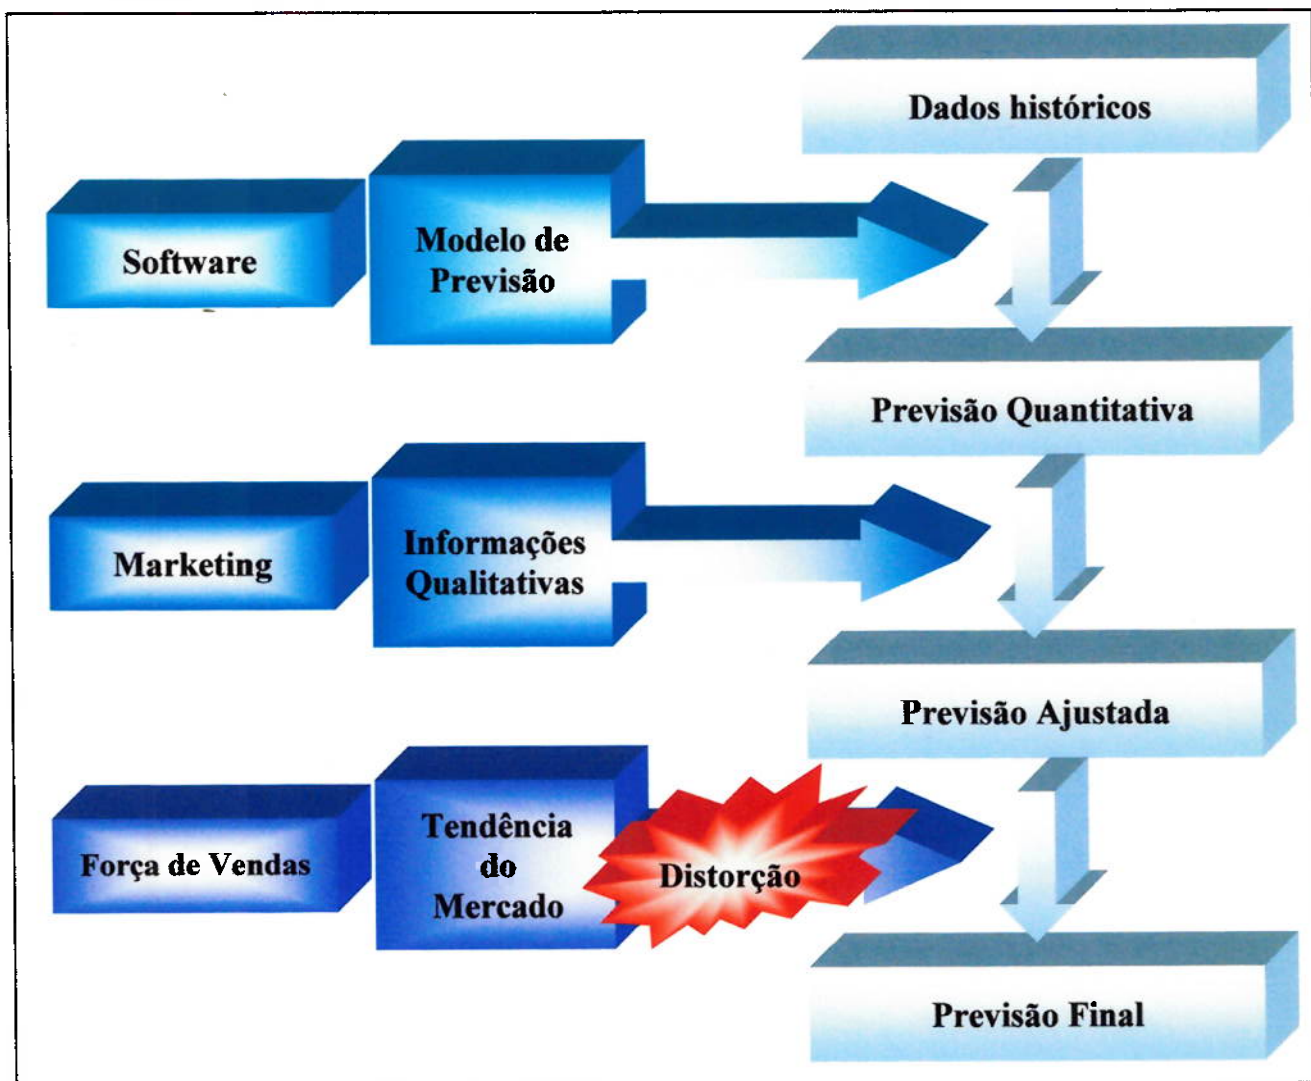 Dados históricos
Software
Modelo de
Previsão
Previsão Quantitativa
Marketing
Informações
Qualitativas
Previsão Ajustada
Força de Vendas
Tendência
do
Mercado
Distorção
Previsão Final